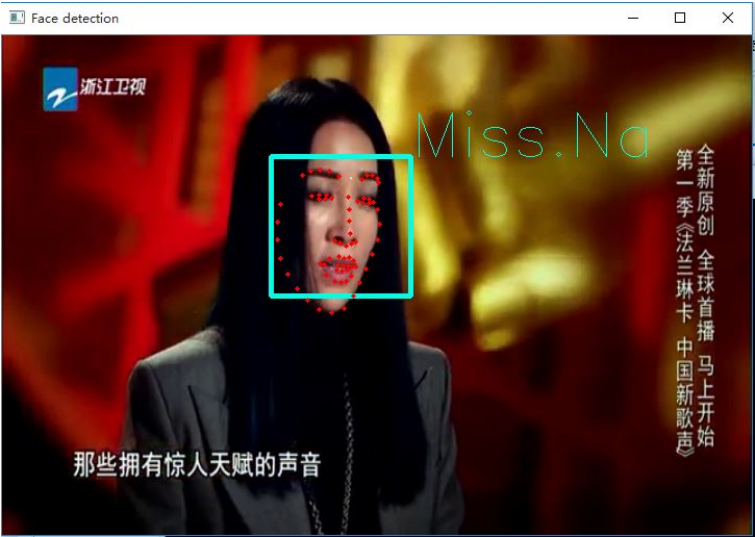 Face detection
浙江卫视
Miss.Na
全新原创 全球首播 马上开始
第一季《法兰琳卡 中国新歌声》
那些拥有惊人天赋的声音